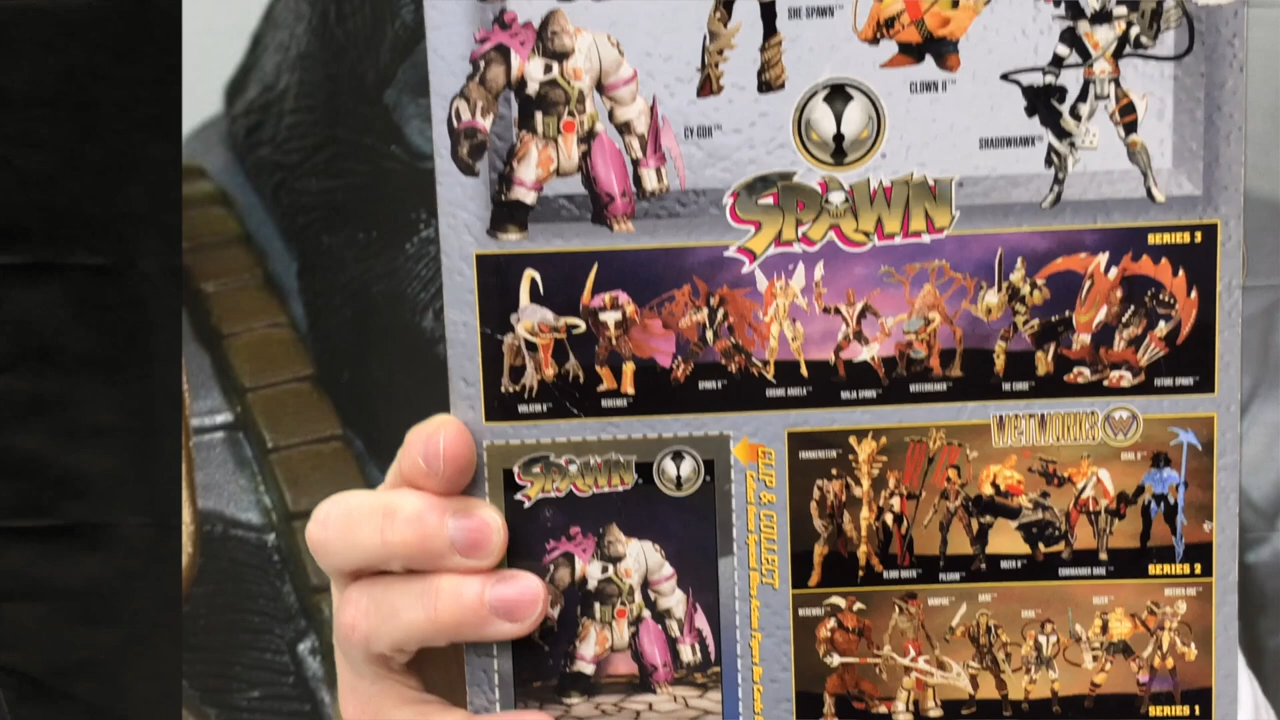 SHE-SPAWN™
CLOWN II™
CY-GOR™
SHADOWHAWK™
SPAWN
SERIES 3
VIOLATOR II™
REDEEMER™
SPAWN II™
COSMIC ANGELA™
NINJA SPAWN™
VERTEBREAKER™
THE CURSE™
FUTURE SPAWN™
WETWORKS
SPAWN
CLIP & COLLECT
FRANKENSTEIN™
GRAIL II™
BLOOD QUEEN™
PILGRIM™
DOZER II™
COMMANDER DANE™
SERIES 2
WEREWOLF
VAMPIRE™
DANE™
GRAIL™
DOZER™
MOTHER-ONE™
SERIES 1